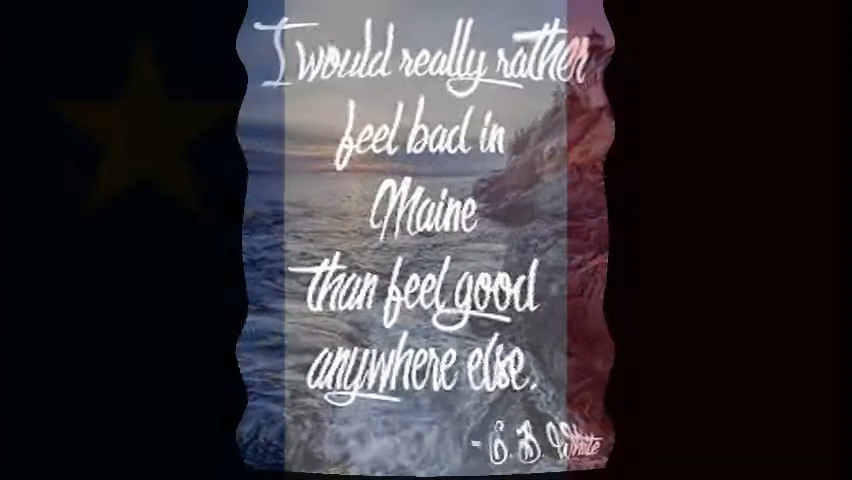 I would really rather
feel bad in
Maine
than feel good
anywhere else.
- E. B. White